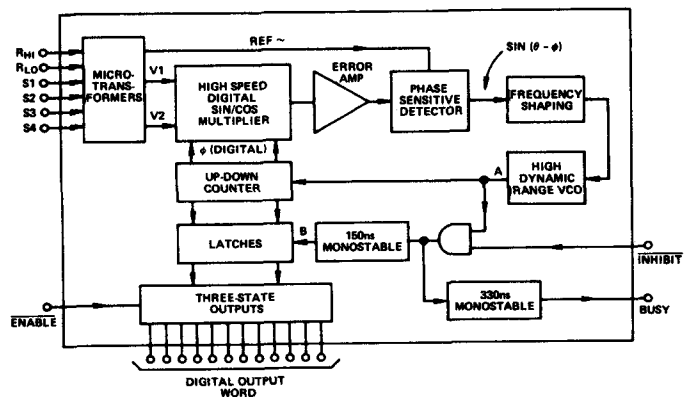 R_HI
R_LO
S1
S2
S3
S4
MICRO-
TRANS-
FORMERS
REF ~
V1
V2
HIGH SPEED
DIGITAL
SIN/COS
MULTIPLIER
ERROR
AMP
PHASE
SENSITIVE
DETECTOR
SIN (θ - φ)
FREQUENCY
SHAPING
φ (DIGITAL)
UP-DOWN
COUNTER
A
HIGH
DYNAMIC
RANGE VCO
LATCHES
B
150ns
MONOSTABLE
INHIBIT
THREE-STATE
OUTPUTS
330ns
MONOSTABLE
BUSY
ENABLE
DIGITAL OUTPUT
WORD